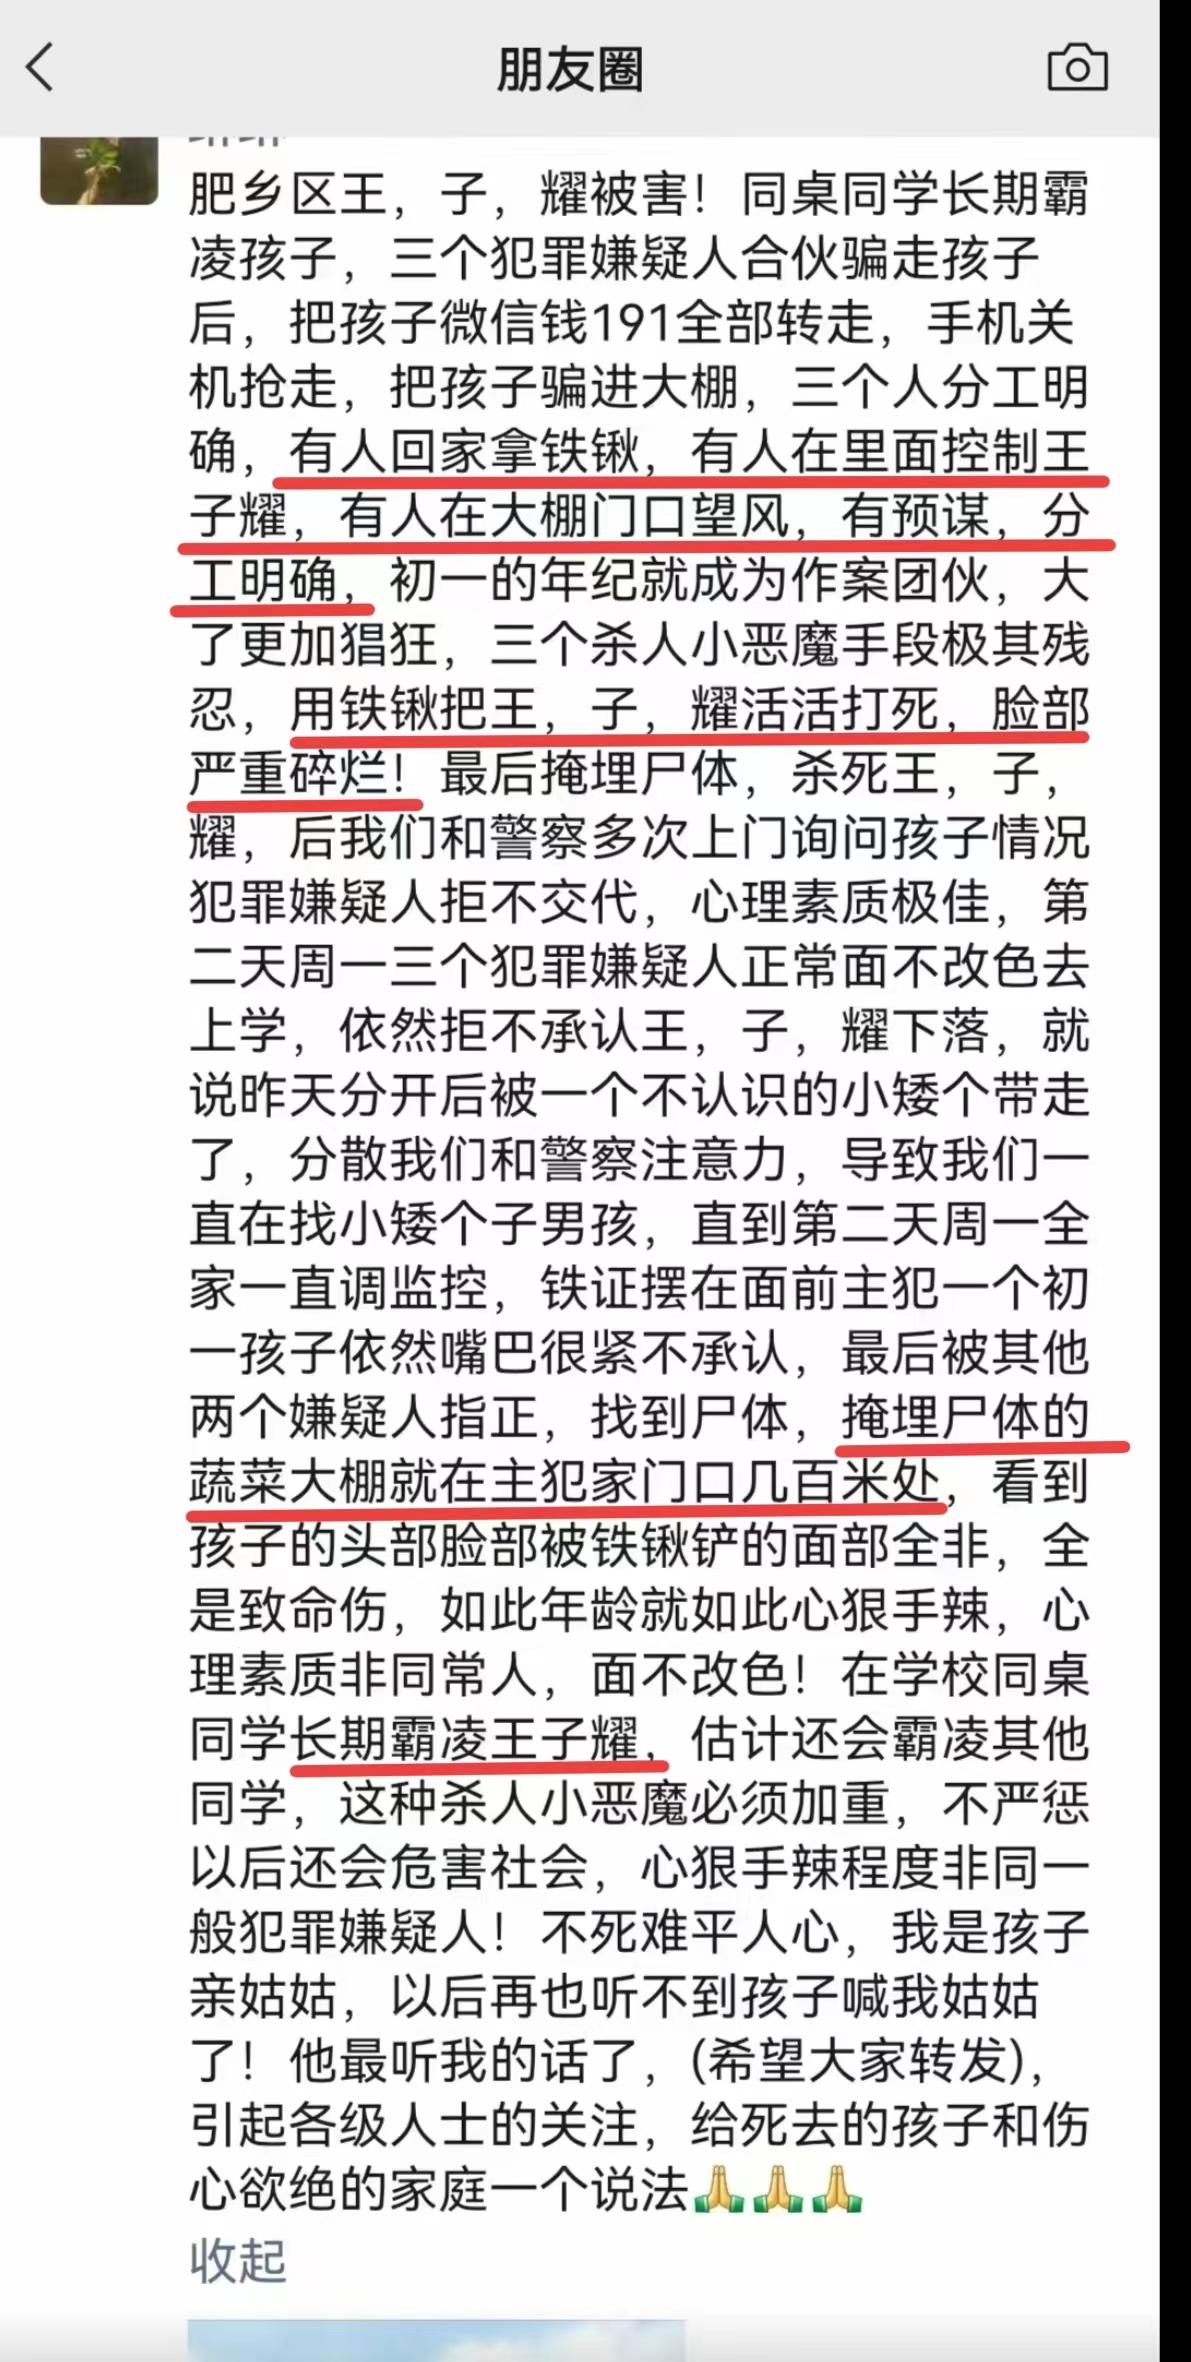 朋友圈
肥乡区王，子，耀被害！同桌同学长期霸
凌孩子，三个犯罪嫌疑人合伙骗走孩子
后，把孩子微信钱191全部转走，手机关
机抢走，把孩子骗进大棚，三个人分工明
确，有人回家拿铁锹，有人在里面控制王
子耀，有人在大棚门口望风，有预谋，分
工明确，初一的年纪就成为作案团伙，大
了更加猖狂，三个杀人小恶魔手段极其残
忍，用铁锹把王，子，耀活活打死，脸部
严重碎烂！最后掩埋尸体，杀死王，子，
耀，后我们和警察多次上门询问孩子情况
犯罪嫌疑人拒不交代，心理素质极佳，第
二天周一三个犯罪嫌疑人正常面不改色去
上学，依然拒不承认王，子，耀下落，就
说昨天分开后被一个不认识的小矮个带走
了，分散我们和警察注意力，导致我们一
直在找小矮个子男孩，直到第二天周一全
家一直调监控，铁证摆在面前主犯一个初
一孩子依然嘴巴很紧不承认，最后被其他
两个嫌疑人指正，找到尸体，掩埋尸体的
蔬菜大棚就在主犯家门口几百米处，看到
孩子的头部脸部被铁锹铲的面部全非，全
是致命伤，如此年龄就如此心狠手辣，心
理素质非同常人，面不改色！在学校同桌
同学长期霸凌王子耀，估计还会霸凌其他
同学，这种杀人小恶魔必须加重，不严惩
以后还会危害社会，心狠手辣程度非同一
般犯罪嫌疑人！不死难平人心，我是孩子
亲姑姑，以后再也听不到孩子喊我姑姑
了！他最听我的话了，(希望大家转发)，
引起各级人士的关注，给死去的孩子和伤
心欲绝的家庭一个说法🙏🙏🙏
收起